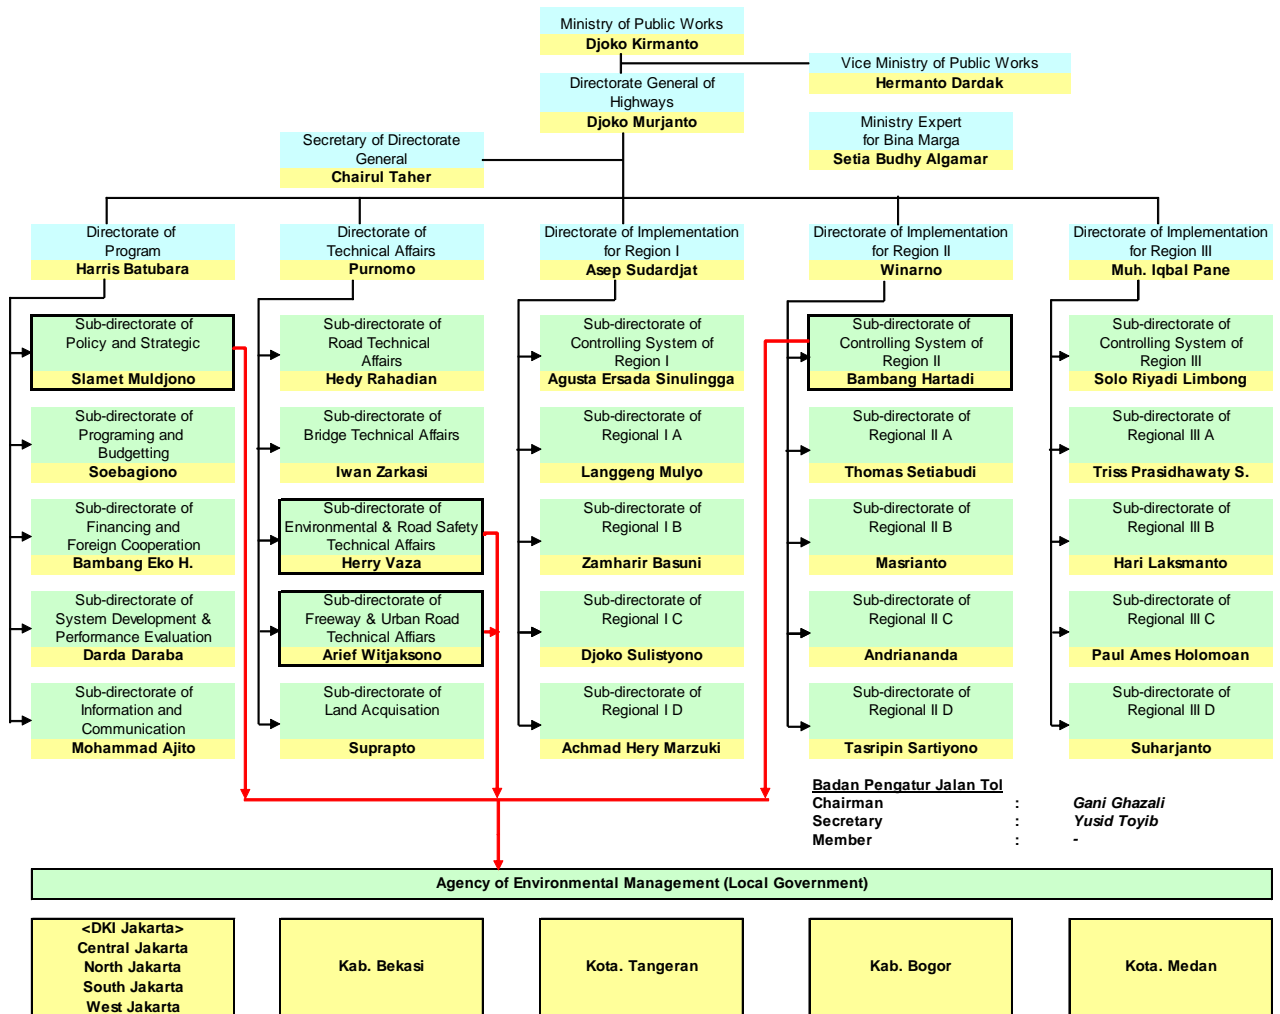 Ministry of Public Works
Djoko Kirmanto
Vice Ministry of Public Works
Hermanto Dardak
Directorate General of
Highways
Djoko Murjanto
Ministry Expert
for Bina Marga
Setia Budhy Algamar
Secretary of Directorate
General
Chairul Taher
Directorate of
Program
Harris Batubara
Directorate of
Technical Affairs
Purnomo
Directorate of Implementation
for Region I
Asep Sudardjat
Directorate of Implementation
for Region II
Winarno
Directorate of Implementation
for Region III
Muh. Iqbal Pane
Sub-directorate of
Policy and Strategic
Slamet Muldjono
Sub-directorate of
Road Technical
Affairs
Hedy Rahadian
Sub-directorate of
Controlling System of
Region I
Agusta Ersada Sinulingga
Sub-directorate of
Controlling System of
Region II
Bambang Hartadi
Sub-directorate of
Controlling System of
Region III
Solo Riyadi Limbong
Sub-directorate of
Programing and
Budgetting
Soebagiono
Sub-directorate of
Bridge Technical Affairs
Iwan Zarkasi
Sub-directorate of
Regional I A
Langgeng Mulyo
Sub-directorate of
Regional II A
Thomas Setiabudi
Sub-directorate of
Regional III A
Triss Prasidhawaty S.
Sub-directorate of
Financing and
Foreign Cooperation
Bambang Eko H.
Sub-directorate of
Environmental & Road Safety
Technical Affairs
Herry Vaza
Sub-directorate of
Regional I B
Zamharir Basuni
Sub-directorate of
Regional II B
Masrianto
Sub-directorate of
Regional III B
Hari Laksmanto
Sub-directorate of
System Development &
Performance Evaluation
Darda Daraba
Sub-directorate of
Freeway & Urban Road
Technical Affiars
Arief Witjaksono
Sub-directorate of
Regional I C
Djoko Sulistyono
Sub-directorate of
Regional II C
Andriananda
Sub-directorate of
Regional III C
Paul Ames Holomoan
Sub-directorate of
Information and
Communication
Mohammad Ajito
Sub-directorate of
Land Acquisation
Suprapto
Sub-directorate of
Regional I D
Achmad Hery Marzuki
Sub-directorate of
Regional II D
Tasripin Sartiyono
Sub-directorate of
Regional III D
Suharjanto
Badan Pengatur Jalan Tol
Chairman : Gani Ghazali
Secretary : Yusid Toyib
Member : -
Agency of Environmental Management (Local Government)
<DKI Jakarta>
Central Jakarta
North Jakarta
South Jakarta
West Jakarta
Kab. Bekasi
Kota. Tangeran
Kab. Bogor
Kota. Medan